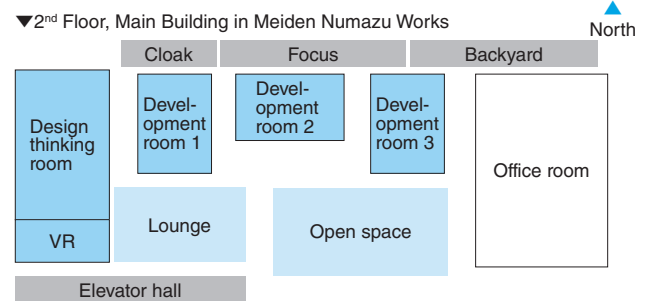 ▼2nd Floor, Main Building in Meiden Numazu Works
North
Cloak
Focus
Backyard
Design
thinking
room
VR
Devel-
opment
room 1
Devel-
opment
room 2
Devel-
opment
room 3
Office room
Lounge
Open space
Elevator hall